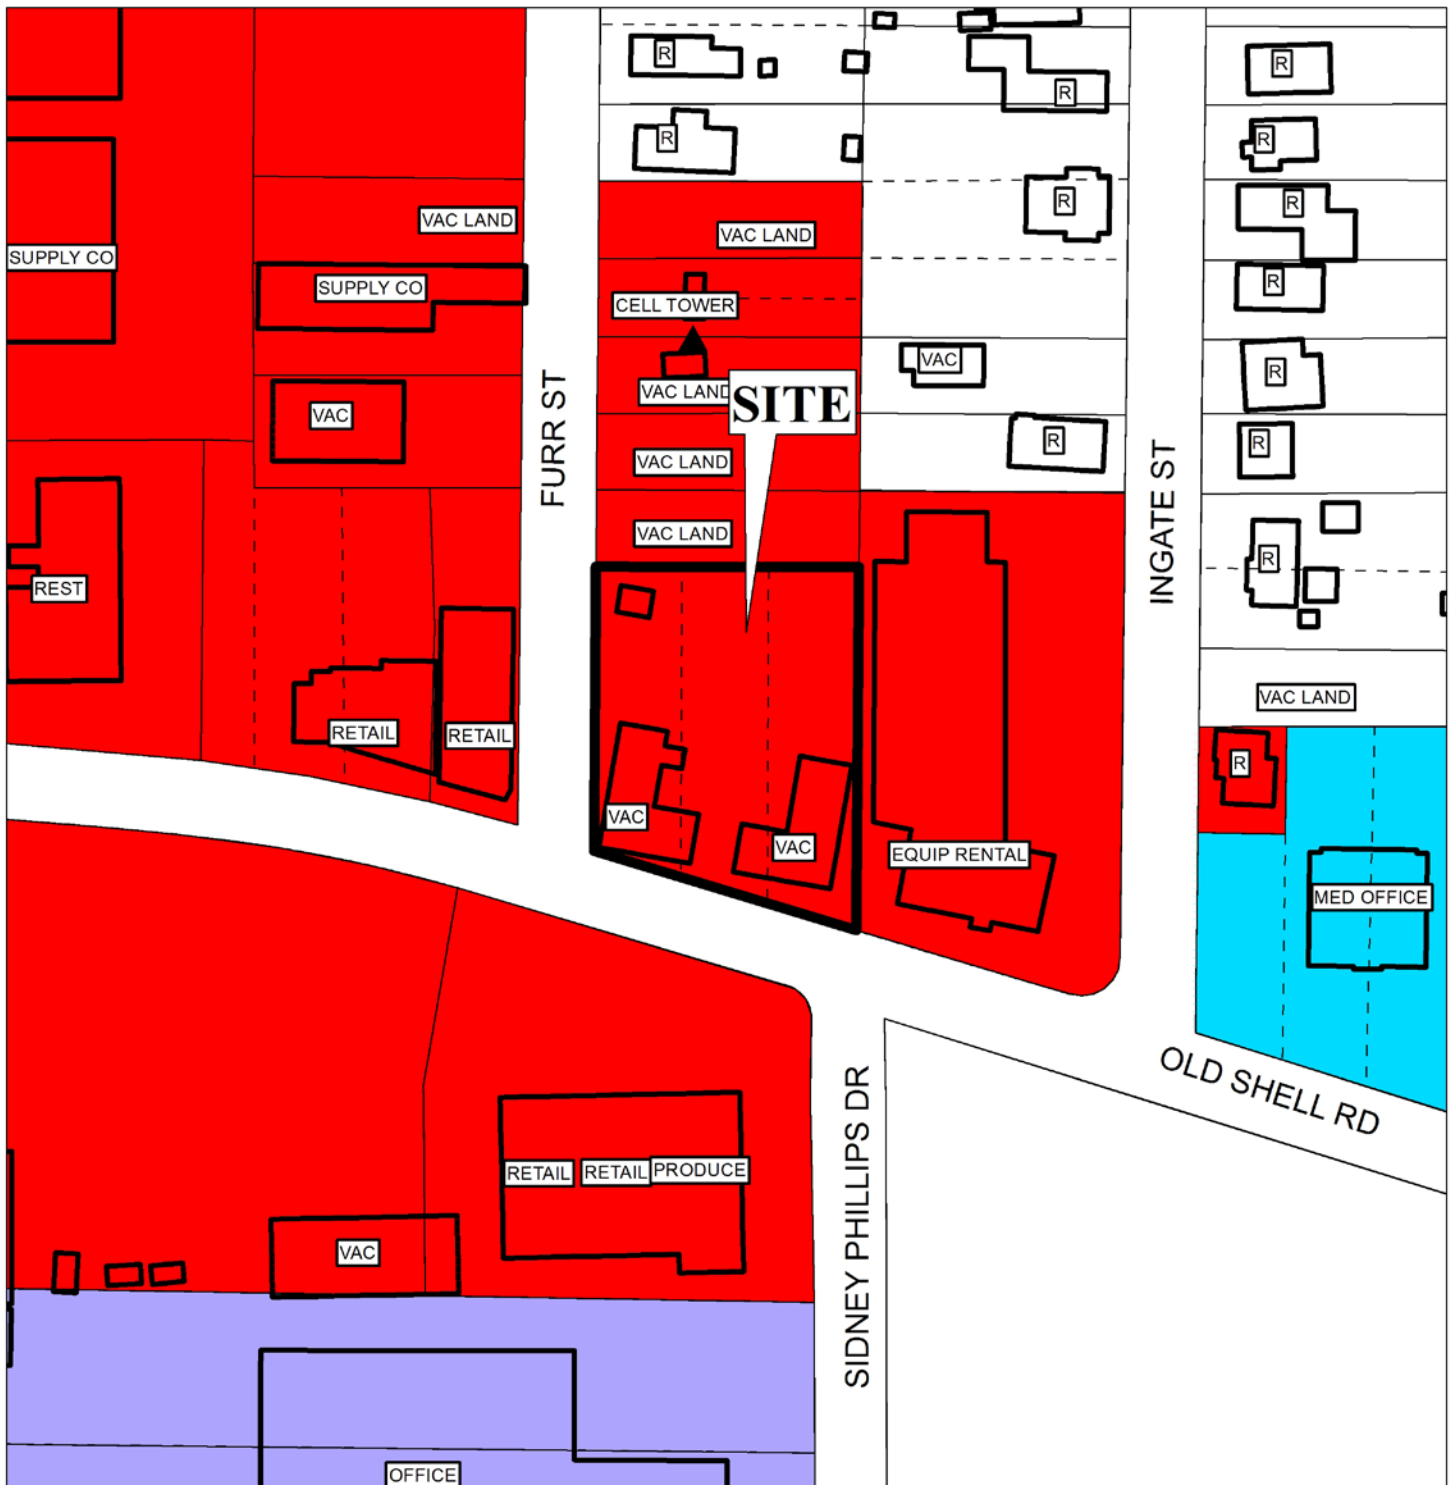 R
R
R
R
R
R
R
VAC LAND
VAC LAND
SUPPLY CO
SUPPLY CO
R
CELL TOWER
VAC
R
VAC LAND
SITE
VAC
FURR ST
R
R
VAC LAND
INGATE ST
VAC LAND
R
REST
VAC LAND
RETAIL
RETAIL
R
VAC
VAC
EQUIP RENTAL
MED OFFICE
OLD SHELL RD
SIDNEY PHILLIPS DR
RETAIL
RETAIL
PRODUCE
VAC
OFFICE